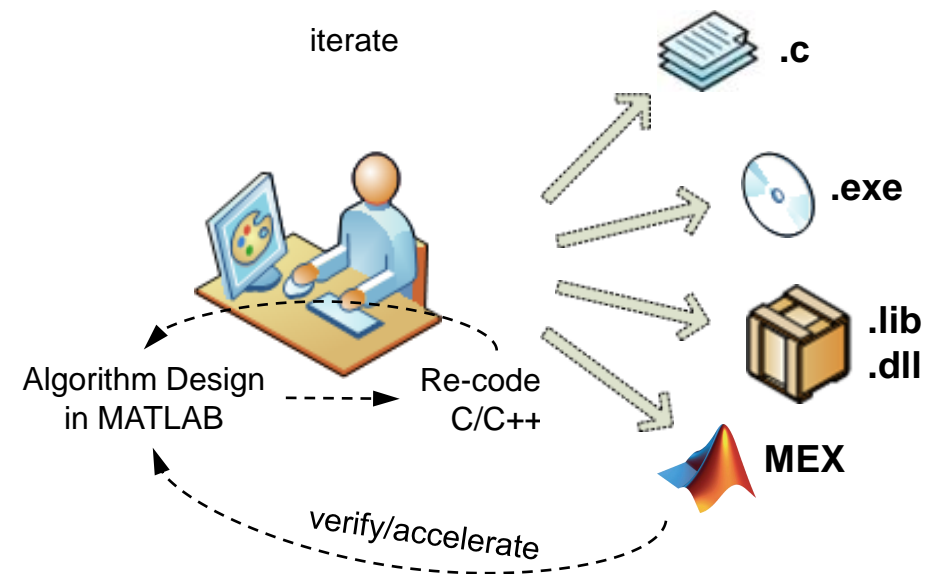 iterate
.c
.exe
.lib
.dll
Algorithm Design
in MATLAB
Re-code
C/C++
MEX
verify/accelerate